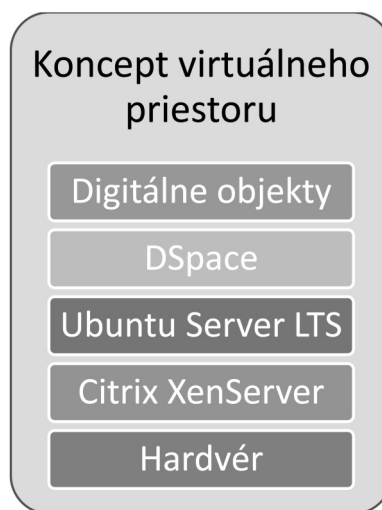 Koncept virtuálneho
priestoru
Digitálne objekty
DSpace
Ubuntu Server LTS
Citrix XenServer
Hardvér